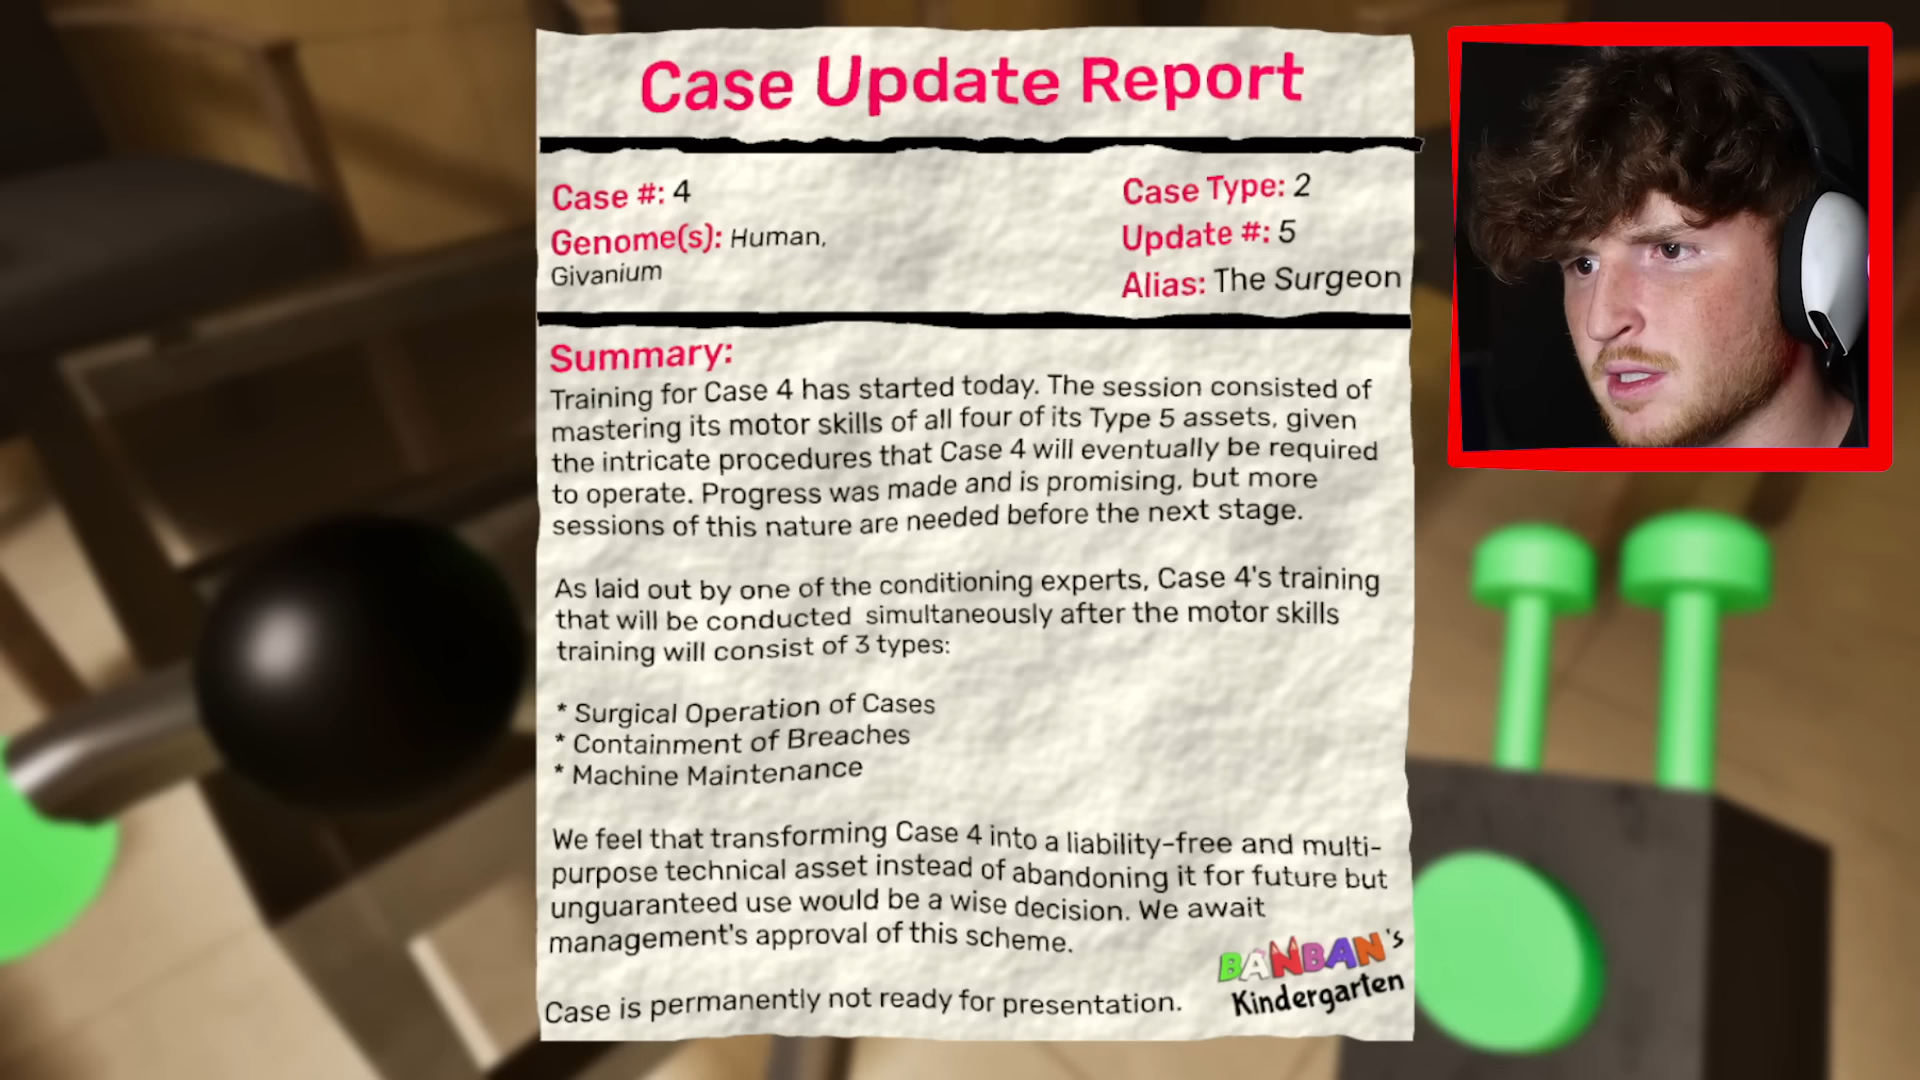 Case Update Report
Case #: 4
Genome(s): Human,
Givanium
Case Type: 2
Update #: 5
Alias: The Surgeon
Summary:
Training for Case 4 has started today. The session consisted of
mastering its motor skills of all four of its Type 5 assets, given
the intricate procedures that Case 4 will eventually be required
to operate. Progress was made and is promising, but more
sessions of this nature are needed before the next stage.
As laid out by one of the conditioning experts, Case 4's training
that will be conducted simultaneously after the motor skills
training will consist of 3 types:
* Surgical Operation of Cases
* Containment of Breaches
* Machine Maintenance
We feel that transforming Case 4 into a liability-free and multi-
purpose technical asset instead of abandoning it for future but
unguaranteed use would be a wise decision. We await
management's approval of this scheme.
Case is permanently not ready for presentation.
BANBAN's
Kindergarten